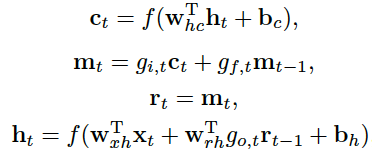 c_t = f(w_{hc}^T h_t + b_c),
m_t = g_{i,t} c_t + g_{f,t} m_{t−1},
r_t = m_t,
h_t = f(w_{xh}^T x_t + w_{rh}^T g_{o,t} r_{t−1} + b_h)